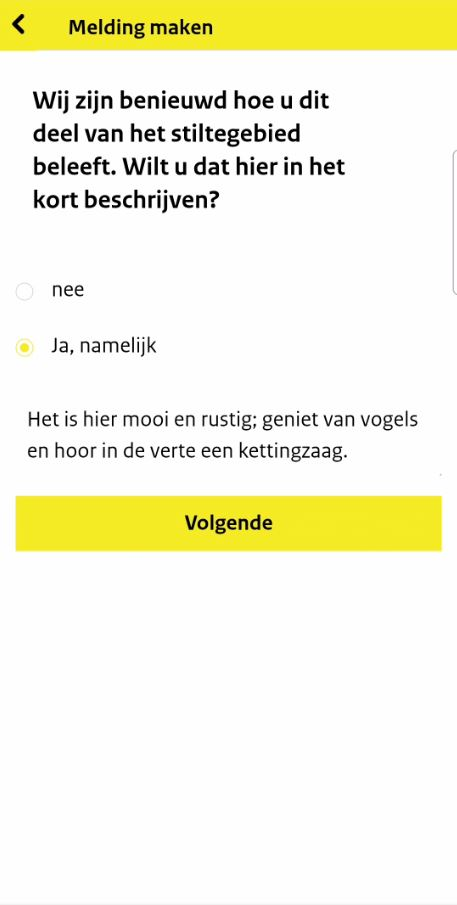 Melding maken
Wij zijn benieuwd hoe u dit
deel van het stiltegebied
beleeft. Wilt u dat hier in het
kort beschrijven?
nee
Ja, namelijk
Het is hier mooi en rustig; geniet van vogels
en hoor in de verte een kettingzaag.
Volgende